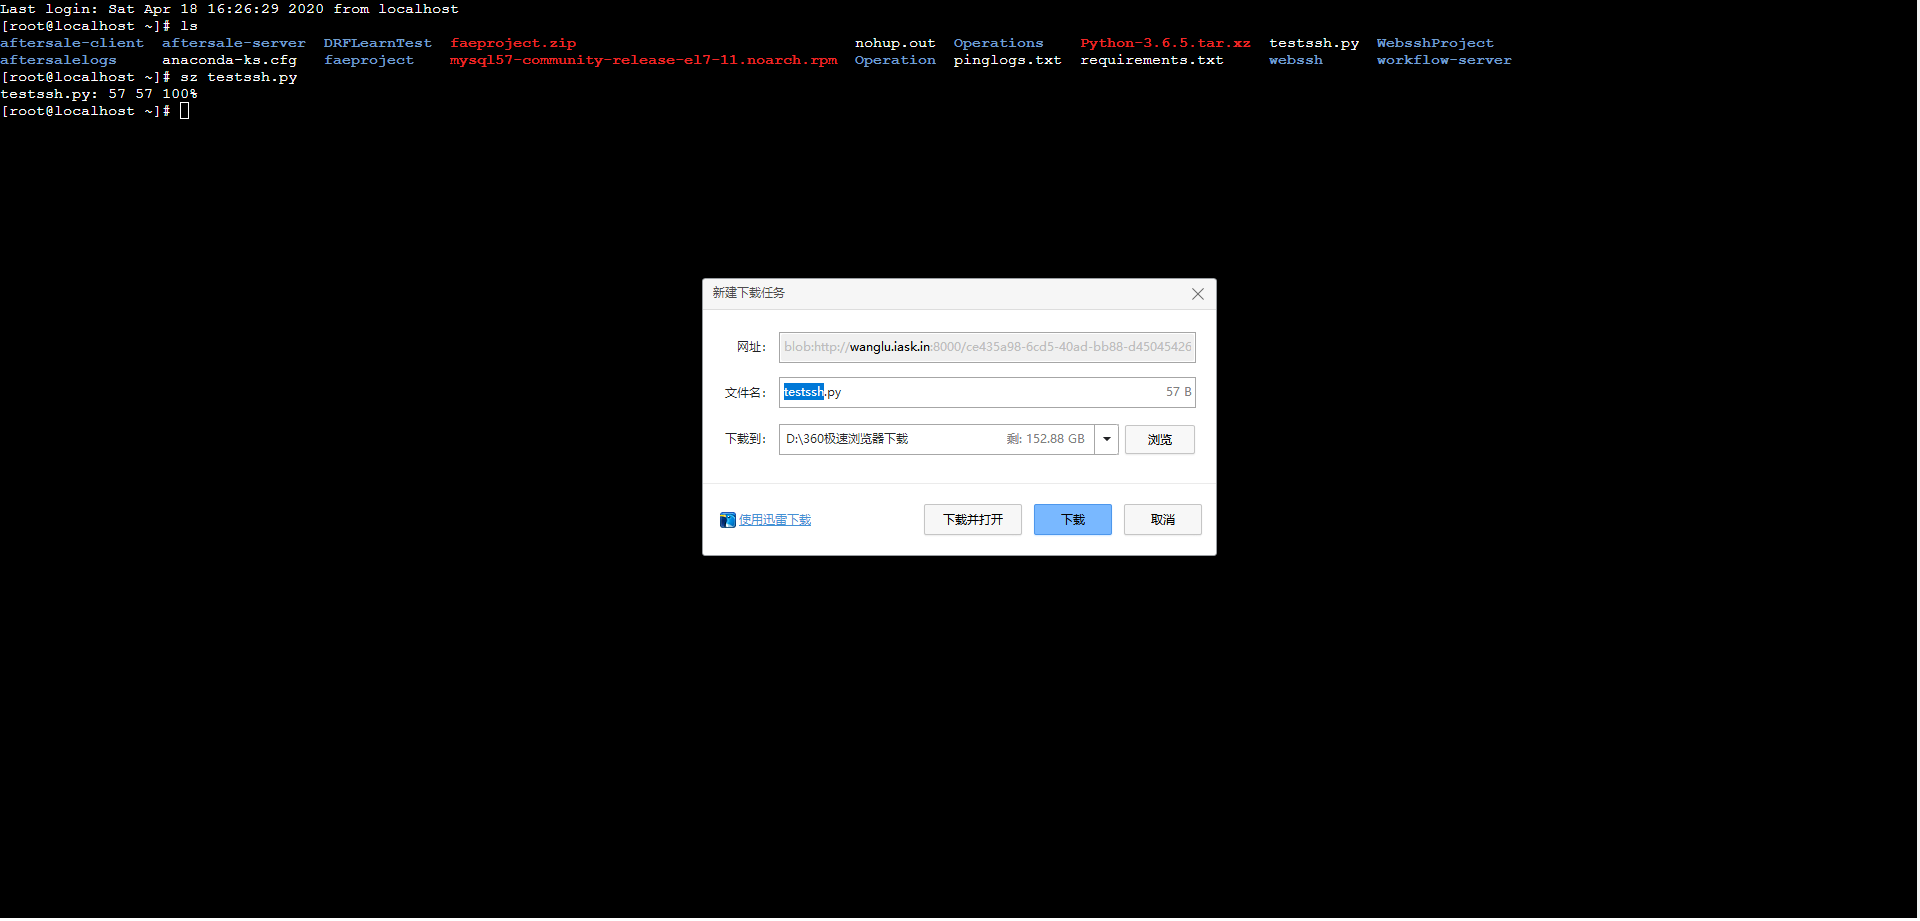 Last login: Sat Apr 18 16:26:29 2020 from localhost
[root@localhost ~]# ls
aftersale-client  aftersale-server  DRFLearnTest  faeproject.zip  nohup.out  Operations  Python-3.6.5.tar.xz  testssh.py  WebsshProject
aftersalelogs  anaconda-ks.cfg  faeproject  mysql57-community-release-el7-11.noarch.rpm  Operation  pinglogs.txt  requirements.txt  webssh  workflow-server
[root@localhost ~]# sz testssh.py
testssh.py: 57 57 100%
[root@localhost ~]#
新建下载任务
网址: blob:http://wanglu.iask.in:8000/ce435a98-6cd5-40ad-bb88-d45045426
文件名: testssh.py 57 B
下载到: D:\360极速浏览器下载 剩: 152.88 GB 浏览
使用迅雷下载 下载并打开 下载 取消